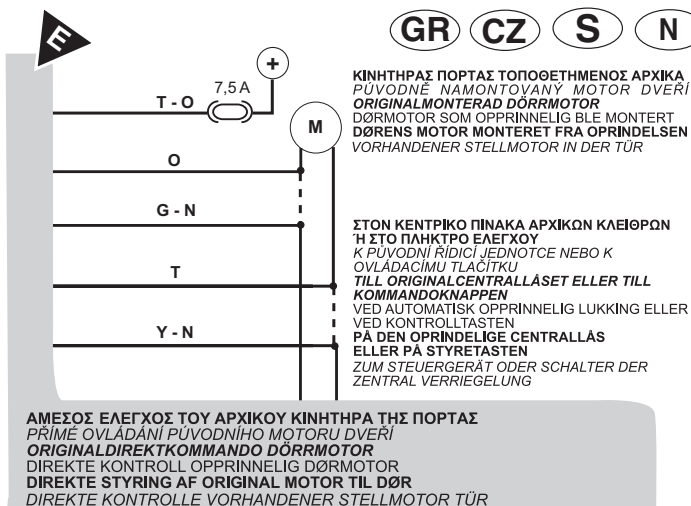 E
GR CZ S N
+
7,5 A
T - O
M
O
G - N
T
Y - N
ΚΙΝΗΤΗΡΑΣ ΠΟΡΤΑΣ ΤΟΠΟΘΕΤΗΜΕΝΟΣ ΑΡΧΙΚΑ
PŮVODNĚ NAMONTOVANÝ MOTOR DVEŘÍ
ORIGINALMONTERAD DÖRRMOTOR
DØRMOTOR SOM OPPRINNELIG BLE MONTERT
DØRENS MOTOR MONTERET FRA OPRINDELSEN
VORHANDENER STELLMOTOR IN DER TÜR
ΣΤΟΝ ΚΕΝΤΡΙΚΟ ΠΙΝΑΚΑ ΑΡΧΙΚΩΝ ΚΛΕΙΘΡΩΝ
Ή ΣΤΟ ΠΛΗΚΤΡΟ ΕΛΕΓΧΟΥ
K PŮVODNÍ ŘÍDICÍ JEDNOTCE NEBO K
OVLÁDACÍMU TLAČÍTKU
TILL ORIGINALCENTRALLÅSET ELLER TILL
KOMMANDOKNAPPEN
VED AUTOMATISK OPPRINNELIG LUKKING ELLER
VED KONTROLLTASTEN
PÅ DEN OPRINDELIGE CENTRALLÅS
ELLER PÅ STYRETASTEN
ZUM STEUERGERÄT ODER SCHALTER DER
ZENTRAL VERRIEGELUNG
ΑΜΕΣΟΣ ΕΛΕΓΧΟΣ ΤΟΥ ΑΡΧΙΚΟΥ ΚΙΝΗΤΗΡΑ ΤΗΣ ΠΟΡΤΑΣ
PŘÍMÉ OVLÁDÁNÍ PŮVODNÍHO MOTORU DVEŘÍ
ORIGINALDIREKTKOMMANDO DÖRRMOTOR
DIREKTE KONTROLL OPPRINNELIG DØRMOTOR
DIREKTE STYRING AF ORIGINAL MOTOR TIL DØR
DIREKTE KONTROLLE VORHANDENER STELLMOTOR TÜR